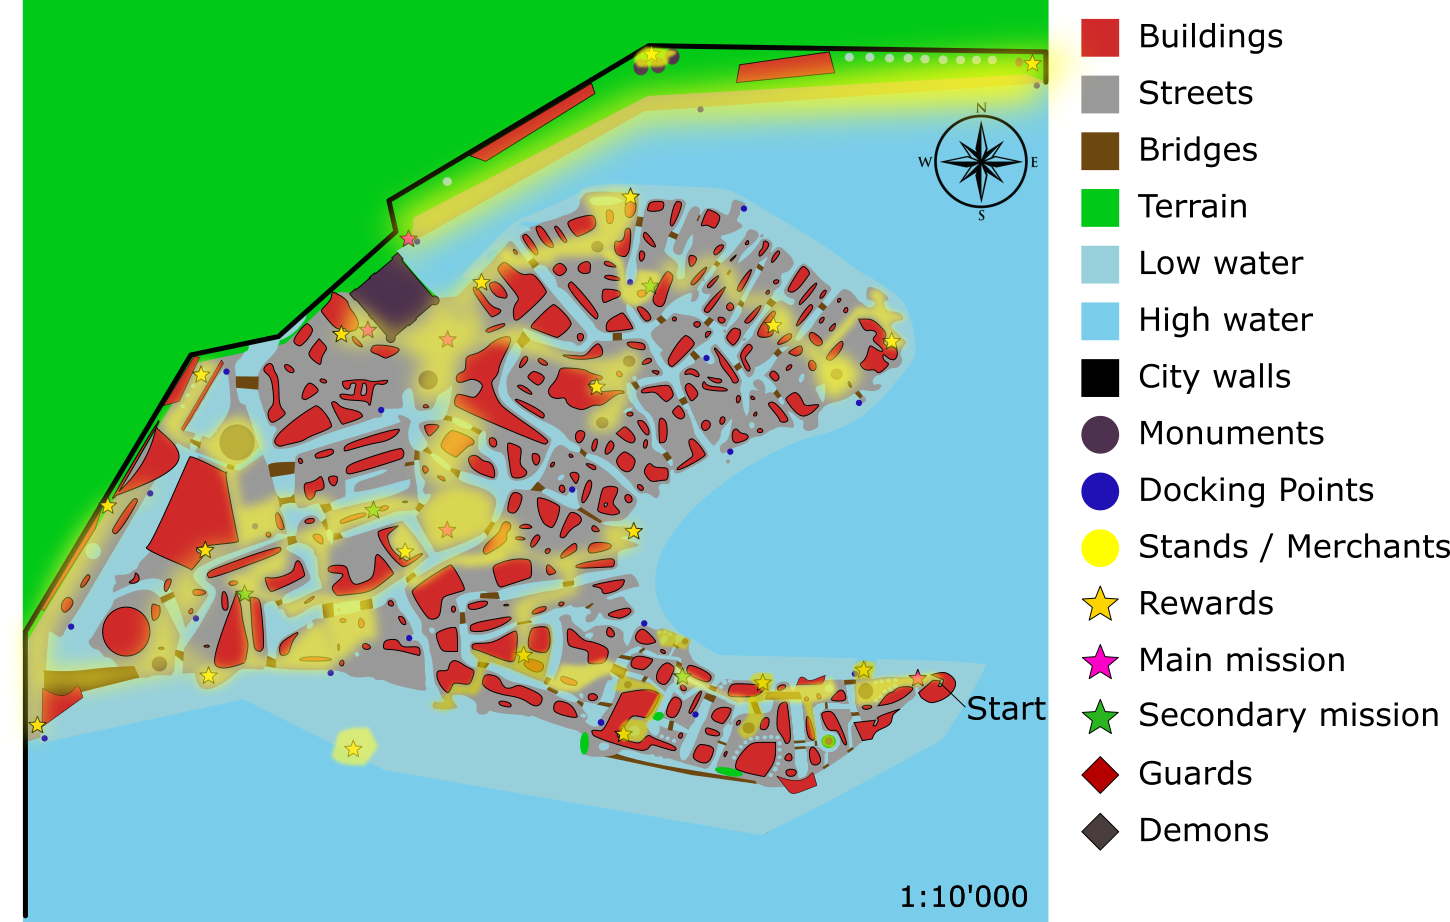 Buildings
Streets
Bridges
Terrain
Low water
High water
City walls
Monuments
Docking Points
Stands / Merchants
Rewards
Main mission
Secondary mission
Guards
Demons
N
W E
S
Start
1:10'000